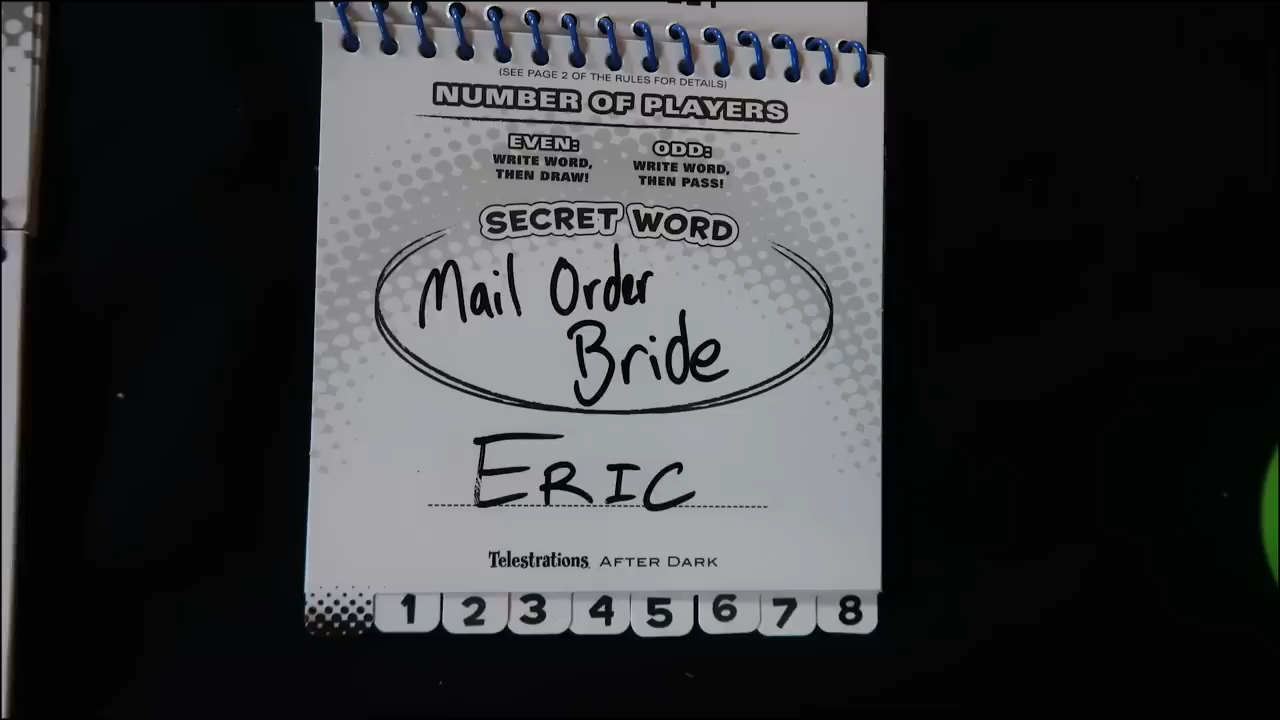 (SEE PAGE 2 OF THE RULES FOR DETAILS)
NUMBER OF PLAYERS
EVEN:
WRITE WORD,
THEN DRAW!
ODD:
WRITE WORD,
THEN PASS!
SECRET WORD
Mail Order
Bride
ERIC
Telestrations AFTER DARK
1 2 3 4 5 6 7 8